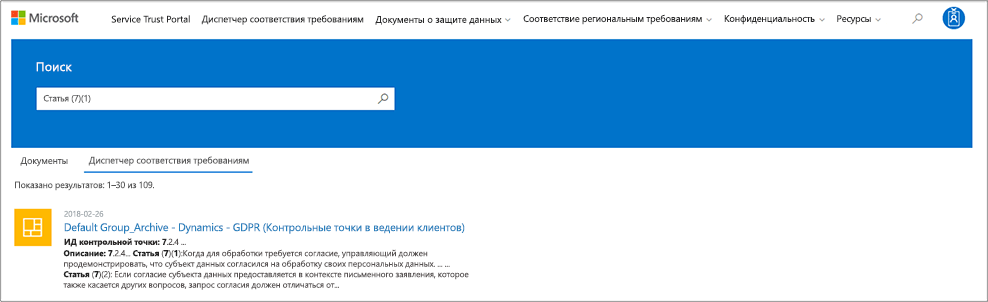 Microsoft Service Trust Portal Диспетчер соответствия требованиям Документы о защите данных Соответствие региональным требованиям Конфиденциальность Ресурсы
Поиск
Статья (7)(1)
Документы Диспетчер соответствия требованиям
Показано результатов: 1–30 из 109.
2018-02-26
Default Group_Archive - Dynamics - GDPR (Контрольные точки в ведении клиентов)
ИД контрольной точки: 7.2.4 ...
Описание: 7.2.4... Статья (7)(1):Когда для обработки требуется согласие, управляющий должен
продемонстрировать, что субъект данных согласился на обработку своих персональных данных. ... ...
Статья (7)(2): Если согласие субъекта данных предоставляется в контексте письменного заявления, которое
также касается других вопросов, запрос согласия должен отличаться от...